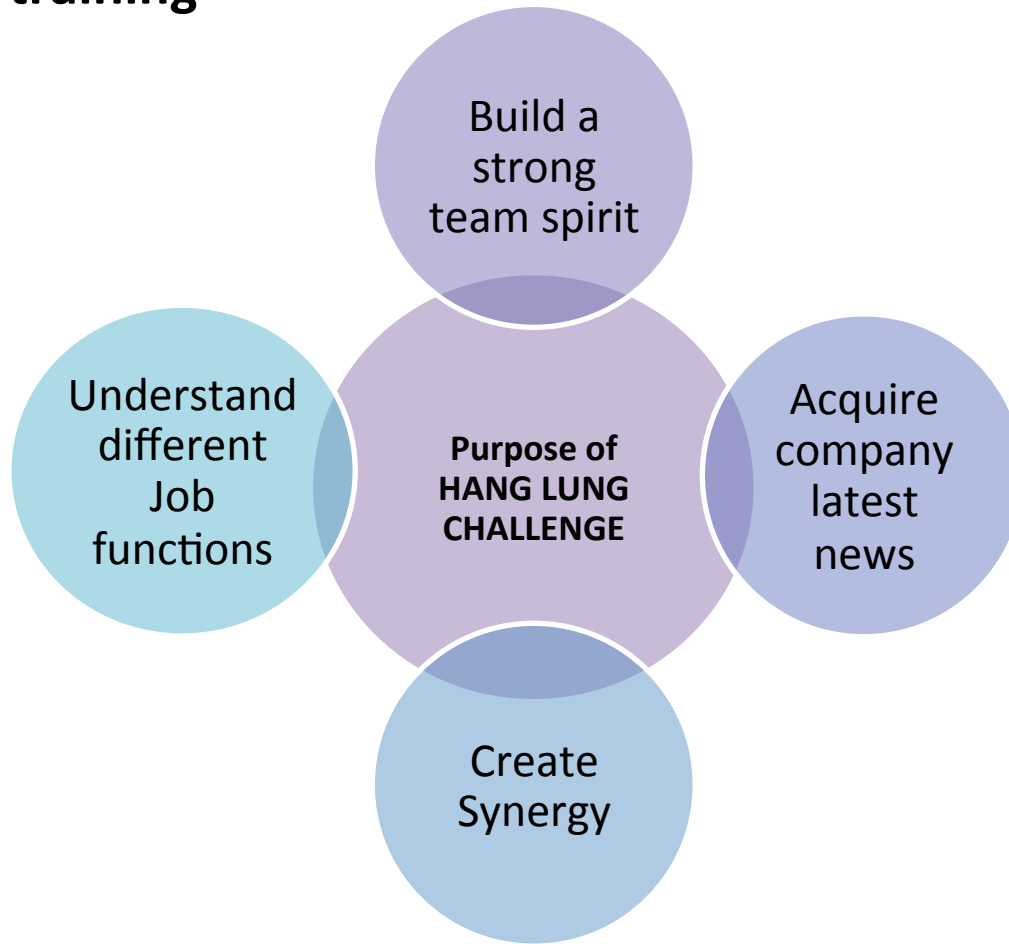 training
Build a
strong
team spirit
Understand
different
Job
functions
Purpose of
HANG LUNG
CHALLENGE
Acquire
company
latest
news
Create
Synergy